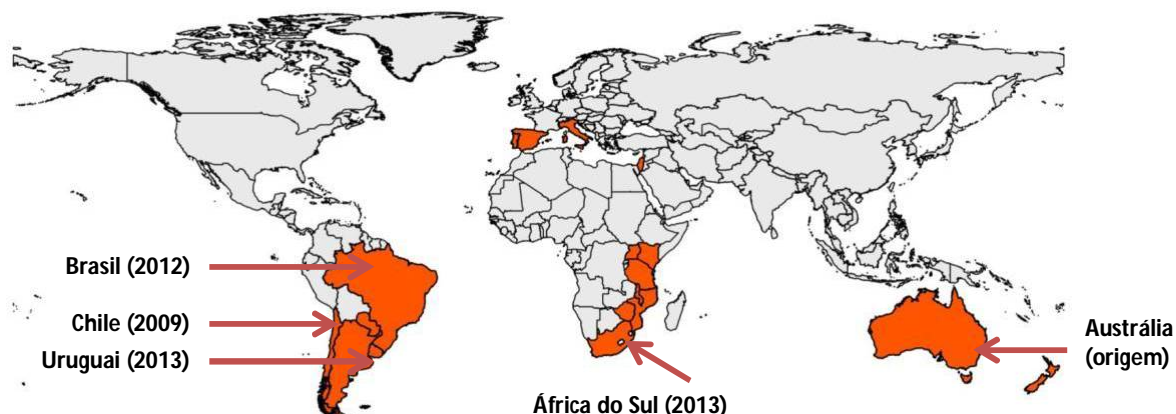 Brasil (2012)
Chile (2009)
Uruguai (2013)
África do Sul (2013)
Austrália
(origem)